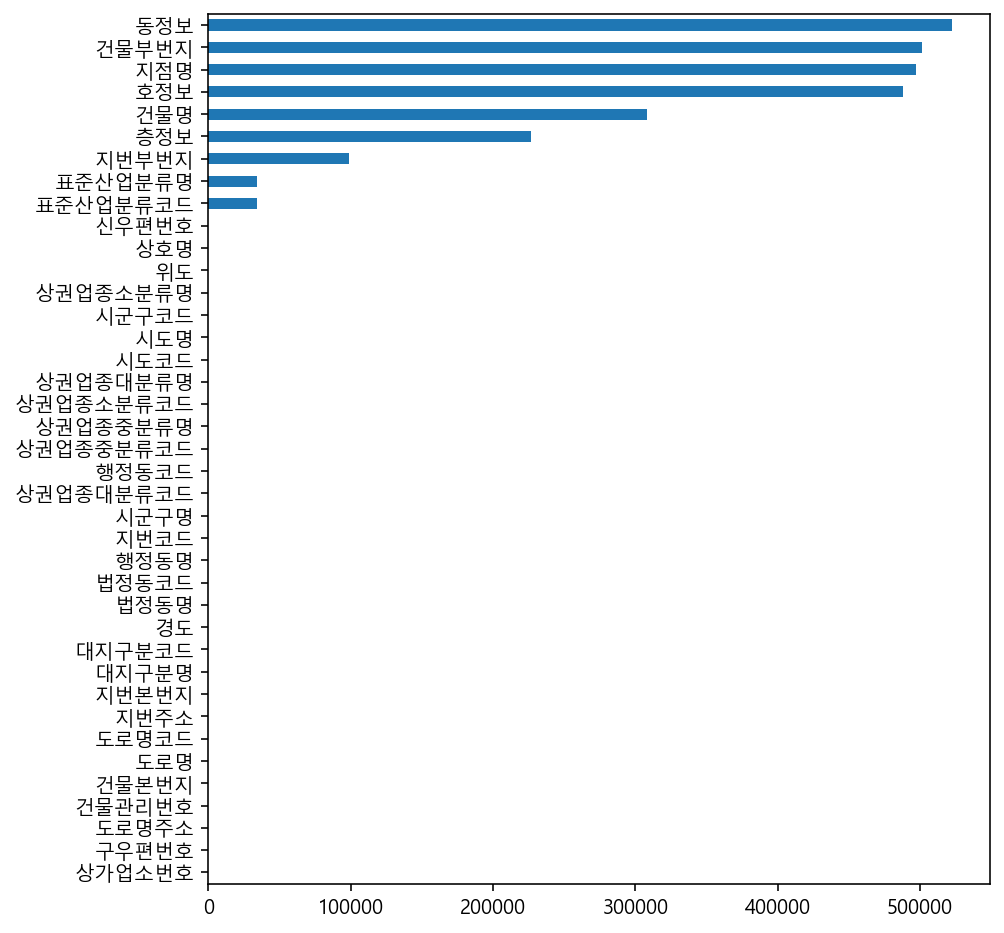 동정보
건물부번지
지점명
호정보
건물명
층정보
지번부번지
표준산업분류명
표준산업분류코드
신우편번호
상호명
위도
상권업종소분류명
시군구코드
시도명
시도코드
상권업종대분류명
상권업종소분류코드
상권업종중분류명
상권업종중분류코드
행정동코드
상권업종대분류코드
시군구명
지번코드
행정동명
법정동코드
법정동명
경도
대지구분코드
대지구분명
지번본번지
지번주소
도로명코드
도로명
건물본번지
건물관리번호
도로명주소
구우편번호
상가업소번호
0 100000 200000 300000 400000 500000